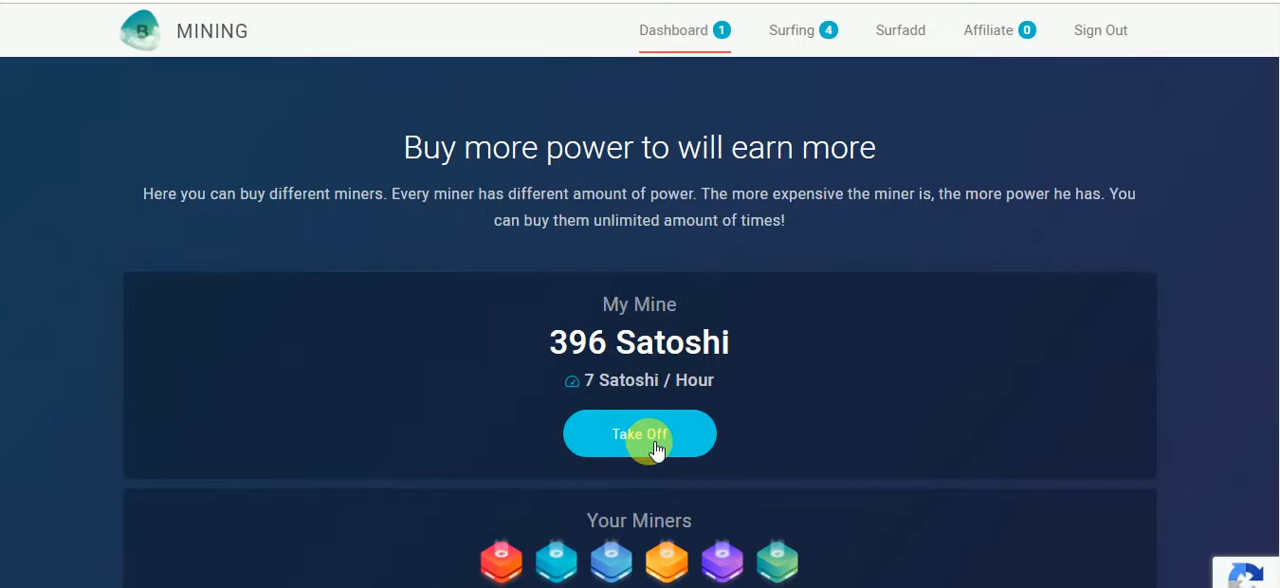 B MINING
Dashboard 1 Surfing 4 Surfadd Affiliate 0 Sign Out
Buy more power to will earn more
Here you can buy different miners. Every miner has different amount of power. The more expensive the miner is, the more power he has. You
can buy them unlimited amount of times!
My Mine
396 Satoshi
7 Satoshi / Hour
Take Off
Your Miners